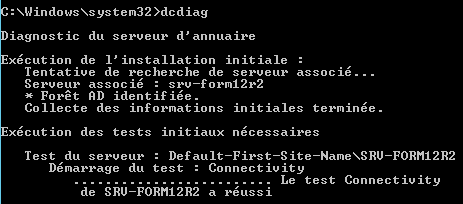 C:\Windows\system32>dcdiag
Diagnostic du serveur d'annuaire
Exécution de l'installation initiale :
Tentative de recherche de serveur associé...
Serveur associé : srv-form12r2
* Forêt AD identifiée.
Collecte des informations initiales terminée.
Exécution des tests initiaux nécessaires
Test du serveur : Default-First-Site-Name\SRV-FORM12R2
Démarrage du test : Connectivity
......................... Le test Connectivity
de SRV-FORM12R2 a réussi